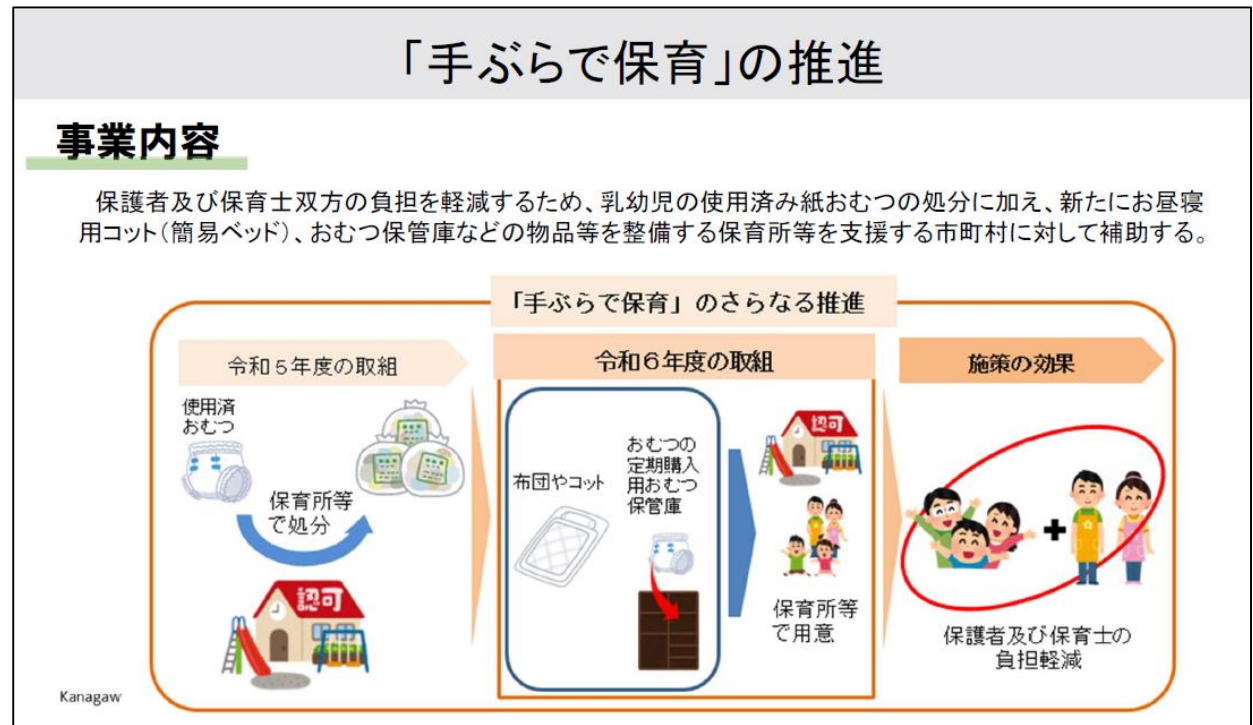 「手ぶらで保育」の推進
事業内容
保護者及び保育士双方の負担を軽減するため、乳幼児の使用済み紙おむつの処分に加え、新たにお昼寝
用コット(簡易ベッド)、おむつ保管庫などの物品等を整備する保育所等を支援する市町村に対して補助する。
「手ぶらで保育」のさらなる推進
令和5年度の取組
使用済
おむつ
保育所等
で処分
認可
令和6年度の取組
布団やコット
おむつの
定期購入
用おむつ
保管庫
認可
保育所等
で用意
施策の効果
+
保護者及び保育士の
負担軽減
Kanagaw